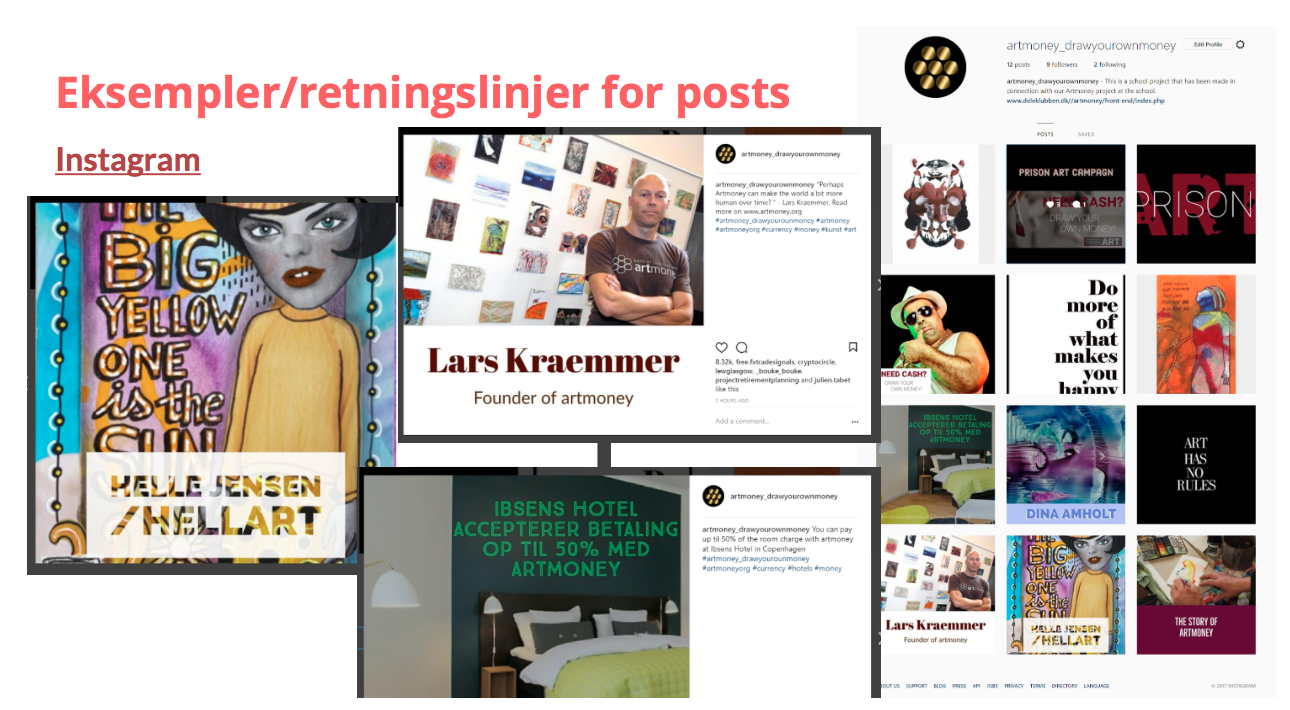 Eksempler/retningslinjer for posts
Instagram
THE
BIG
YELLOW
ONE
is the
SUN
HELLE JENSEN
/HELLART
artmoney
Lars Kraemmer
Founder of artmoney
artmoney_drawyourownmoney
artmoney_drawyourownmoney "Perhaps
Artmoney can make the world a bit more
human over time?" - Lars Kraemmer. Read
more on www.artmoney.org
#artmoney_drawyourounmoney #artmoney
#artmoneyorg #currency #money #kunst #art
8.32k, free.fxtradesignals, cryptocircle,
lewglasgow, _bouke_bouke,
projectretirementplanning and julien.tabet
like this
2 HOURS AGO
Add a comment...
IBSENS HOTEL
ACCEPTERER BETALING
OP TIL 50% MED
ARTMONEY
artmoney_drawyourownmoney
artmoney_drawyourownmoney You can pay
up til 50% of the room charge with artmoney
at Ibsens Hotel in Copenhagen
#artmoney_drawyourounmoney
#artmoneyorg #currency #hotels #money
artmoney_drawyourownmoney Edit Profile
12 posts 9 followers 2 following
artmoney_drawyourownmoney - This is a school project that has been made in
connection with our Artmoney project at the school.
www.deleklubben.dk//artmoney/front-end/index.php
POSTS SAVED
PRISON ART CAMPAGN
NEED CASH?
DRAW YOUR
OWN MONEY!
ART
ART
PRISON
NEED CASH?
DRAW YOUR
OWN MONEY!
Do
more
of
what
makes
you
happy
IBSENS HOTEL
ACCEPTERER BETALING
OP TIL 50% MED
ARTMONEY
DINA AMHOLT
ART
HAS
NO
RULES
Lars Kraemmer
Founder of artmoney
THE
BIG
YELLOW
ONE
is the
SUN
HELLE JENSEN
/HELLART
THE STORY OF
ARTMONEY
OUT US SUPPORT BLOG PRESS API JOBS PRIVACY TERMS DIRECTORY LANGUAGE © 2017 INSTAGRAM